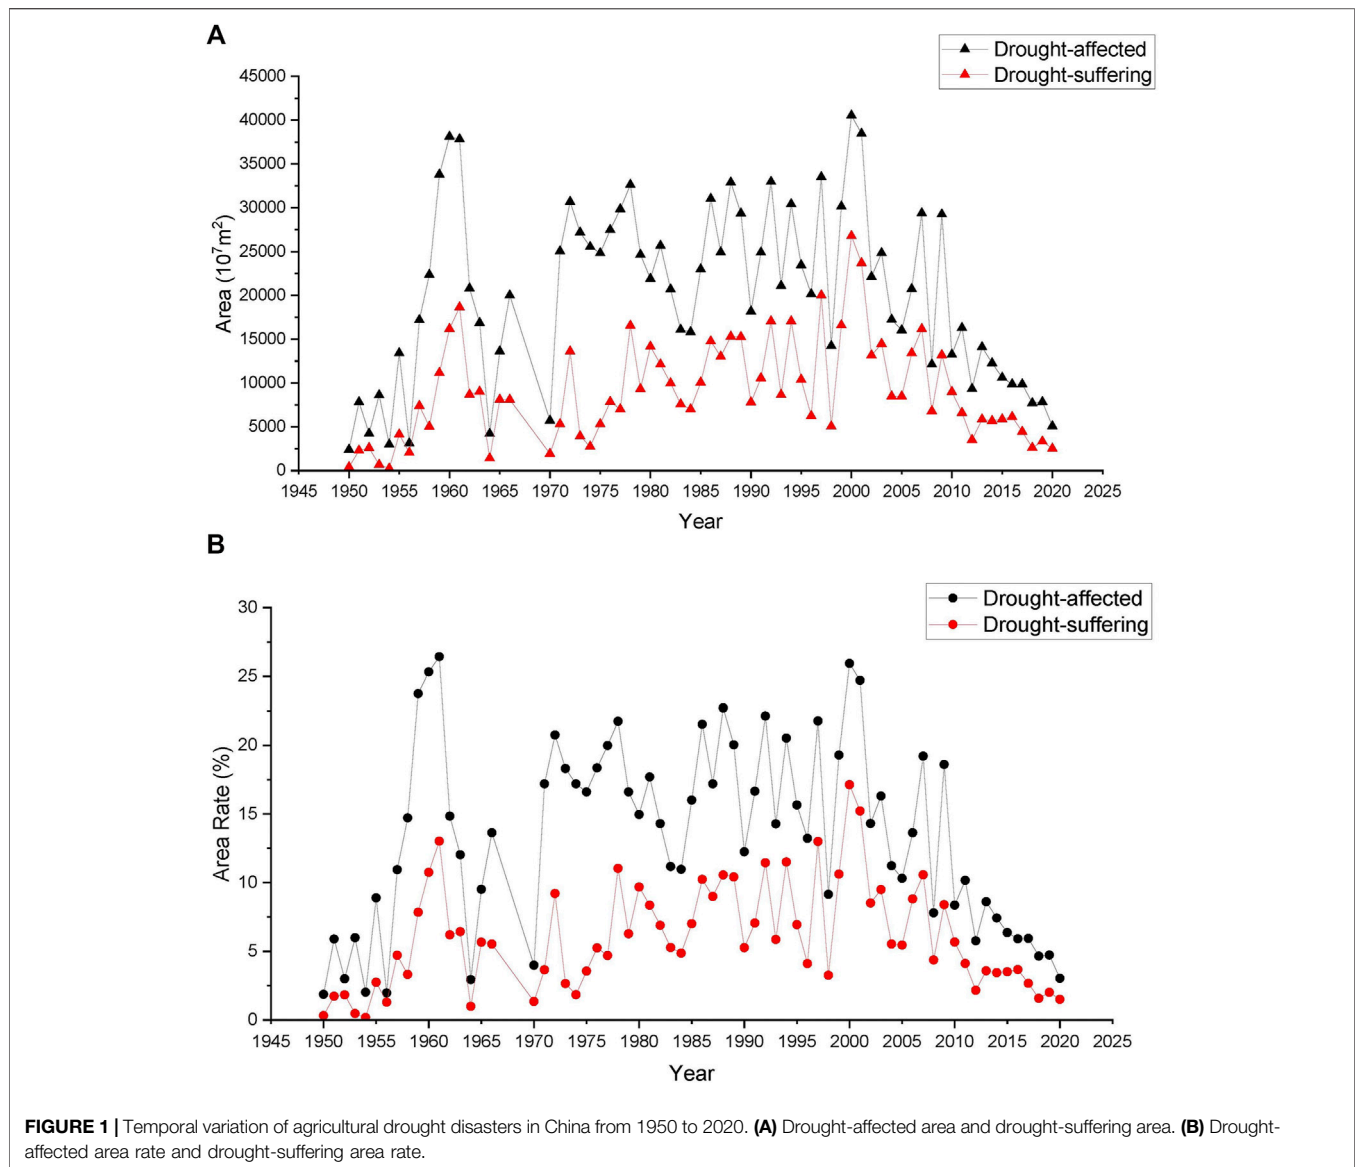 A
Drought-affected
Drought-suffering
45000
40000
35000
30000
25000
20000
15000
10000
5000
0
Area (10⁷m²)
1945 1950 1955 1960 1965 1970 1975 1980 1985 1990 1995 2000 2005 2010 2015 2020 2025
Year
B
Drought-affected
Drought-suffering
30
25
20
15
10
5
0
Area Rate (%)
1945 1950 1955 1960 1965 1970 1975 1980 1985 1990 1995 2000 2005 2010 2015 2020 2025
Year
FIGURE 1 | Temporal variation of agricultural drought disasters in China from 1950 to 2020. (A) Drought-affected area and drought-suffering area. (B) Drought-
affected area rate and drought-suffering area rate.